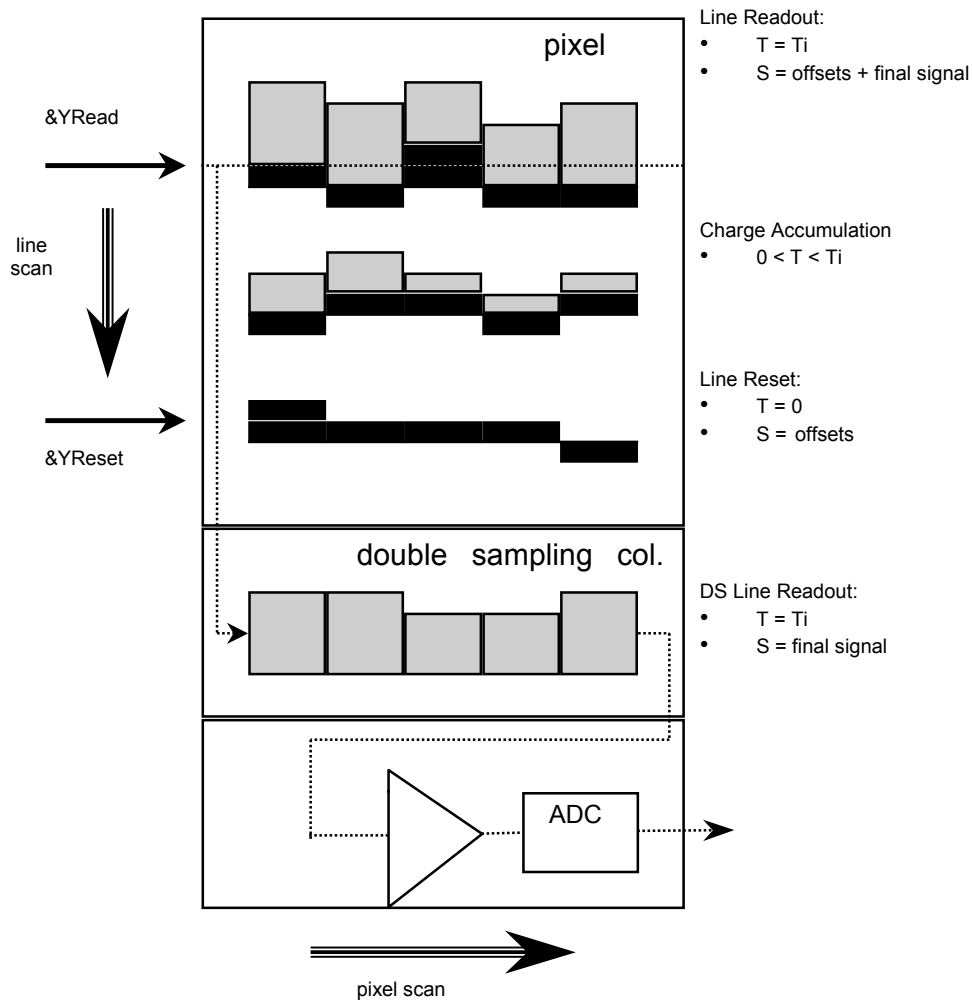 Line Readout:
• T = Ti
• S = offsets + final signal
pixel
&YRead
line
scan
Charge Accumulation
• 0 < T < Ti
Line Reset:
• T = 0
• S = offsets
&YReset
double sampling col.
DS Line Readout:
• T = Ti
• S = final signal
ADC
pixel scan